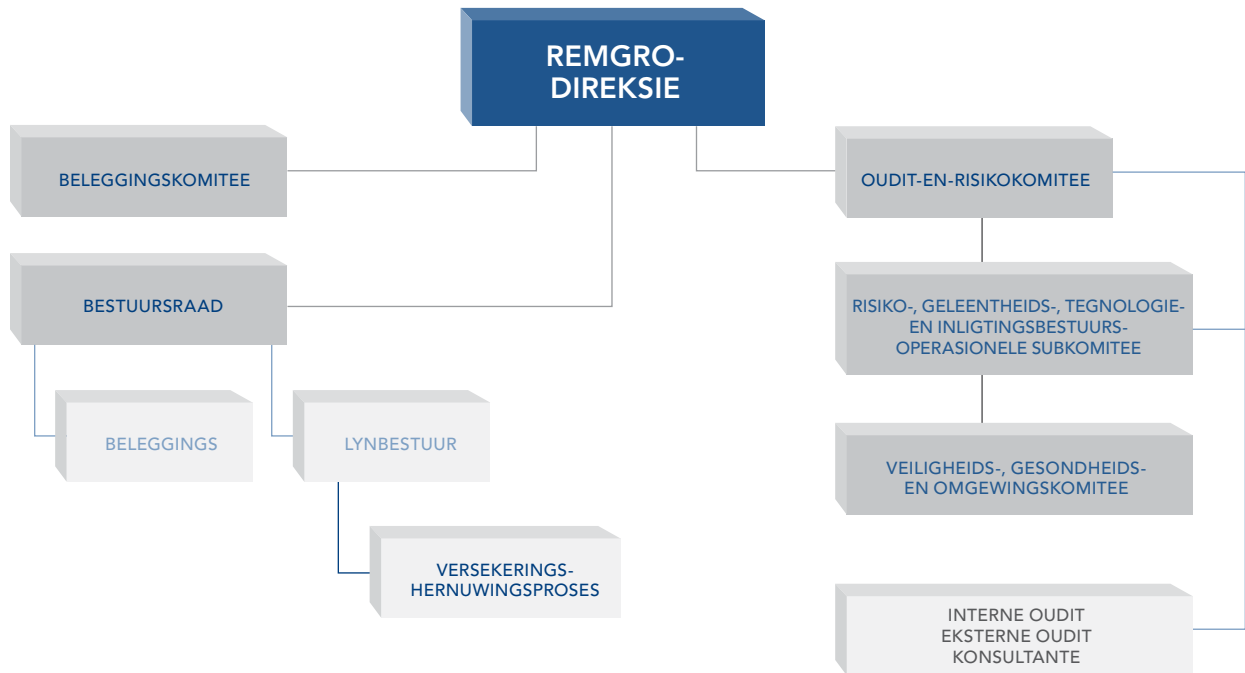 REMGRO-
DIREKSIE
BELEGGINGSKOMITEE
OUDIT-EN-RISIKOKOMITEE
BESTUURSRAAD
RISIKO-, GELEENTHEIDS-, TEGNOLOGIE-
EN INLIGTINGSBESTUURS-
OPERASIONELE SUBKOMITEE
BELEGGINGS
LYNBESTUUR
VEILIGHEIDS-, GESONDHEIDS-
EN OMGEWINGSKOMITEE
VERSEKERINGS-
HERNUWINGSPROSES
INTERNE OUDIT
EKSTERNE OUDIT
KONSULTANTE